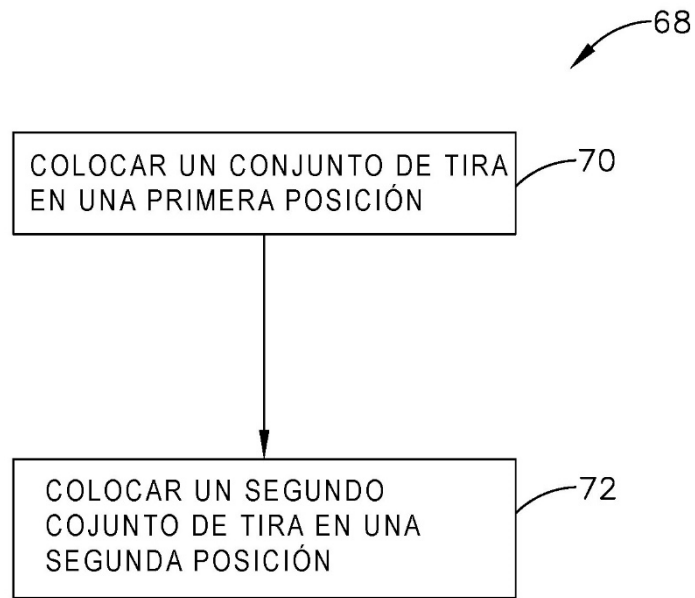 68
COLOCAR UN CONJUNTO DE TIRA
EN UNA PRIMERA POSICIÓN
70
COLOCAR UN SEGUNDO
COJUNTO DE TIRA EN UNA
SEGUNDA POSICIÓN
72